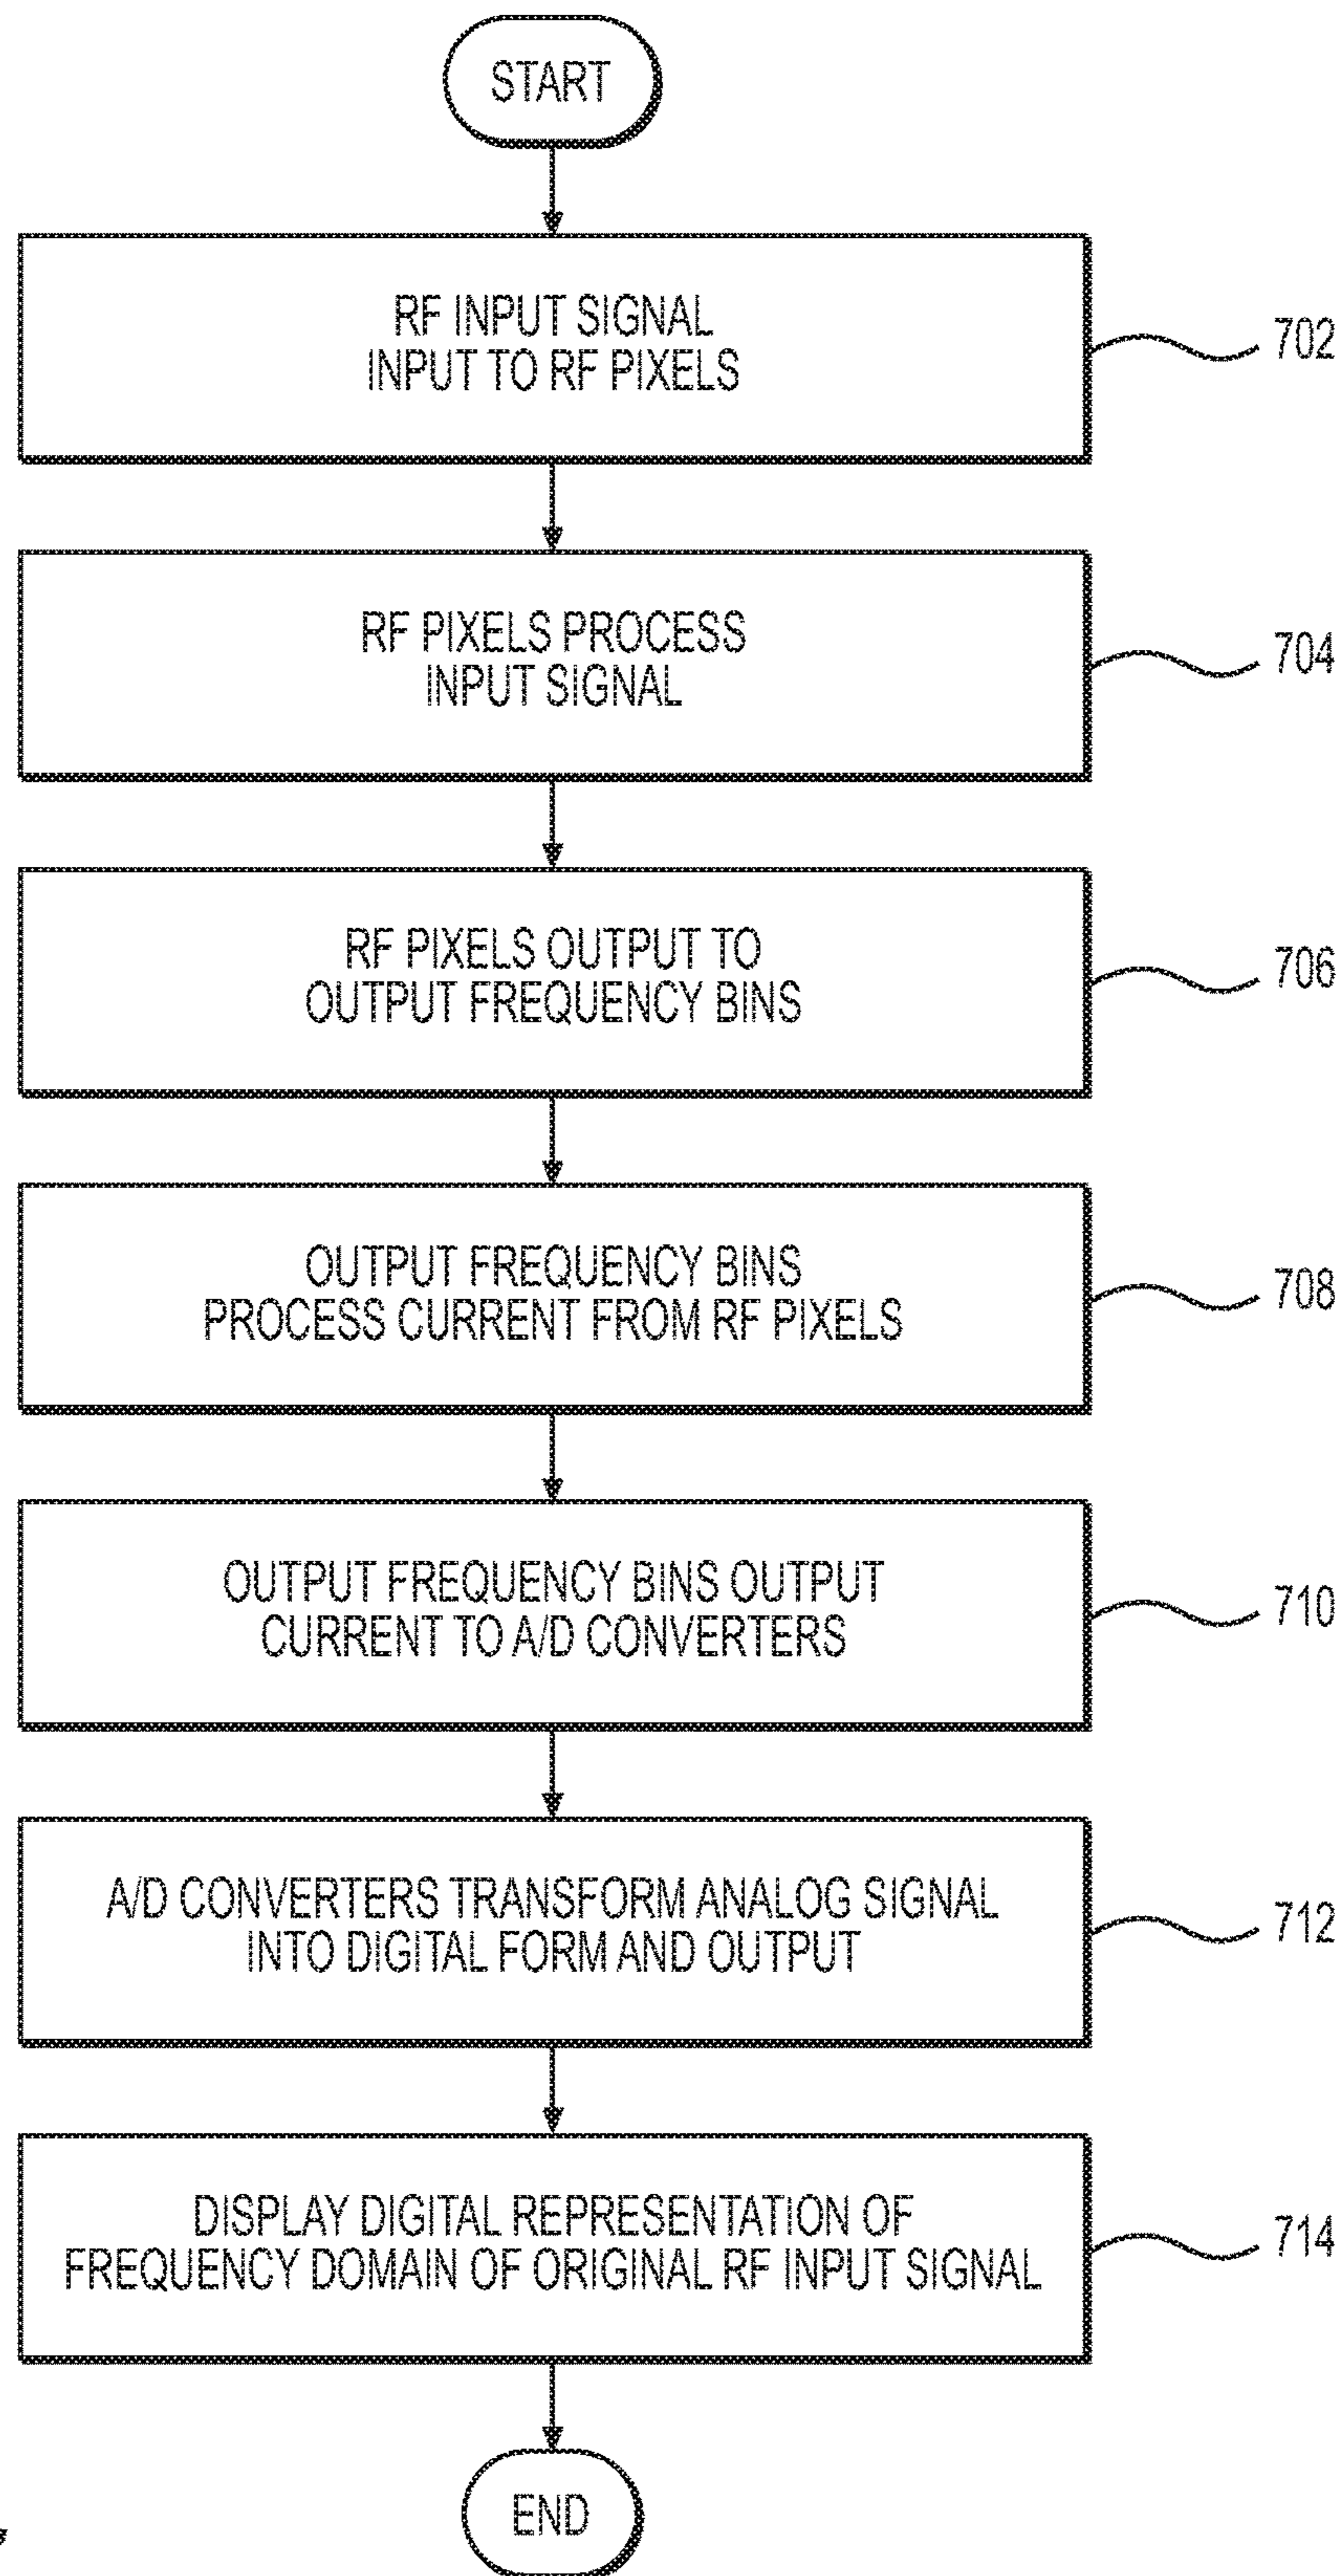 START
RF INPUT SIGNAL
INPUT TO RF PIXELS
702
RF PIXELS PROCESS
INPUT SIGNAL
704
RF PIXELS OUTPUT TO
OUTPUT FREQUENCY BINS
706
OUTPUT FREQUENCY BINS
PROCESS CURRENT FROM RF PIXELS
708
OUTPUT FREQUENCY BINS OUTPUT
CURRENT TO A/D CONVERTERS
710
A/D CONVERTERS TRANSFORM ANALOG SIGNAL
INTO DIGITAL FORM AND OUTPUT
712
DISPLAY DIGITAL REPRESENTATION OF
FREQUENCY DOMAIN OF ORIGINAL RF INPUT SIGNAL
714
END